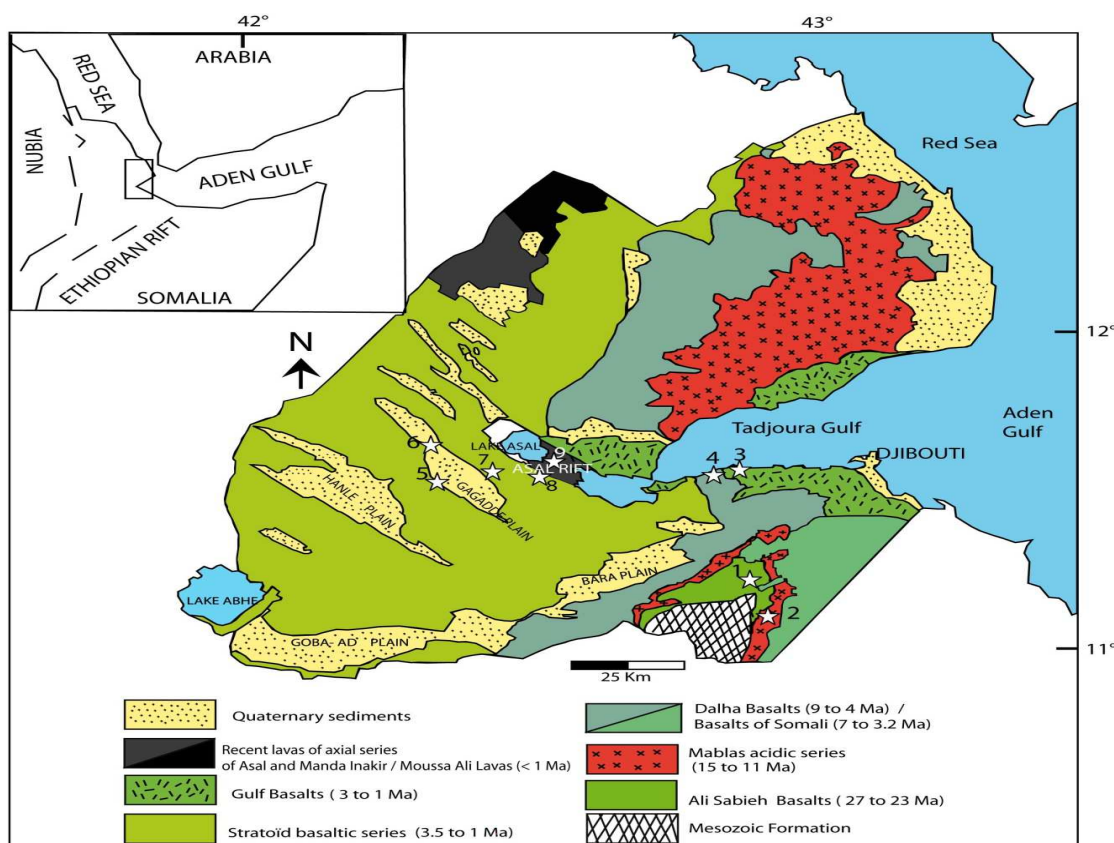 42°
43°
ARABIA
RED SEA
NUBIA
ADEN GULF
ETHIOPIAN RIFT
SOMALIA
Red Sea
N
12°
Aden
Gulf
Tadjoura Gulf
DJIBOUTI
6
LAKE ASAL
9
4
3
7
ASAL RIFT
5
8
GAGADDE PLAIN
HANLE - PLAIN
BARA PLAIN
1
2
LAKE ABHE
GOBA- AD PLAIN
11°
25 Km
Quaternary sediments
Recent lavas of axial series
of Asal and Manda Inakir / Moussa Ali Lavas (< 1 Ma)
Gulf Basalts ( 3 to 1 Ma)
Stratoïd basaltic series (3.5 to 1 Ma)
Dalha Basalts (9 to 4 Ma) /
Basalts of Somali (7 to 3.2 Ma)
Mablas acidic series
(15 to 11 Ma)
Ali Sabieh Basalts ( 27 to 23 Ma)
Mesozoic Formation